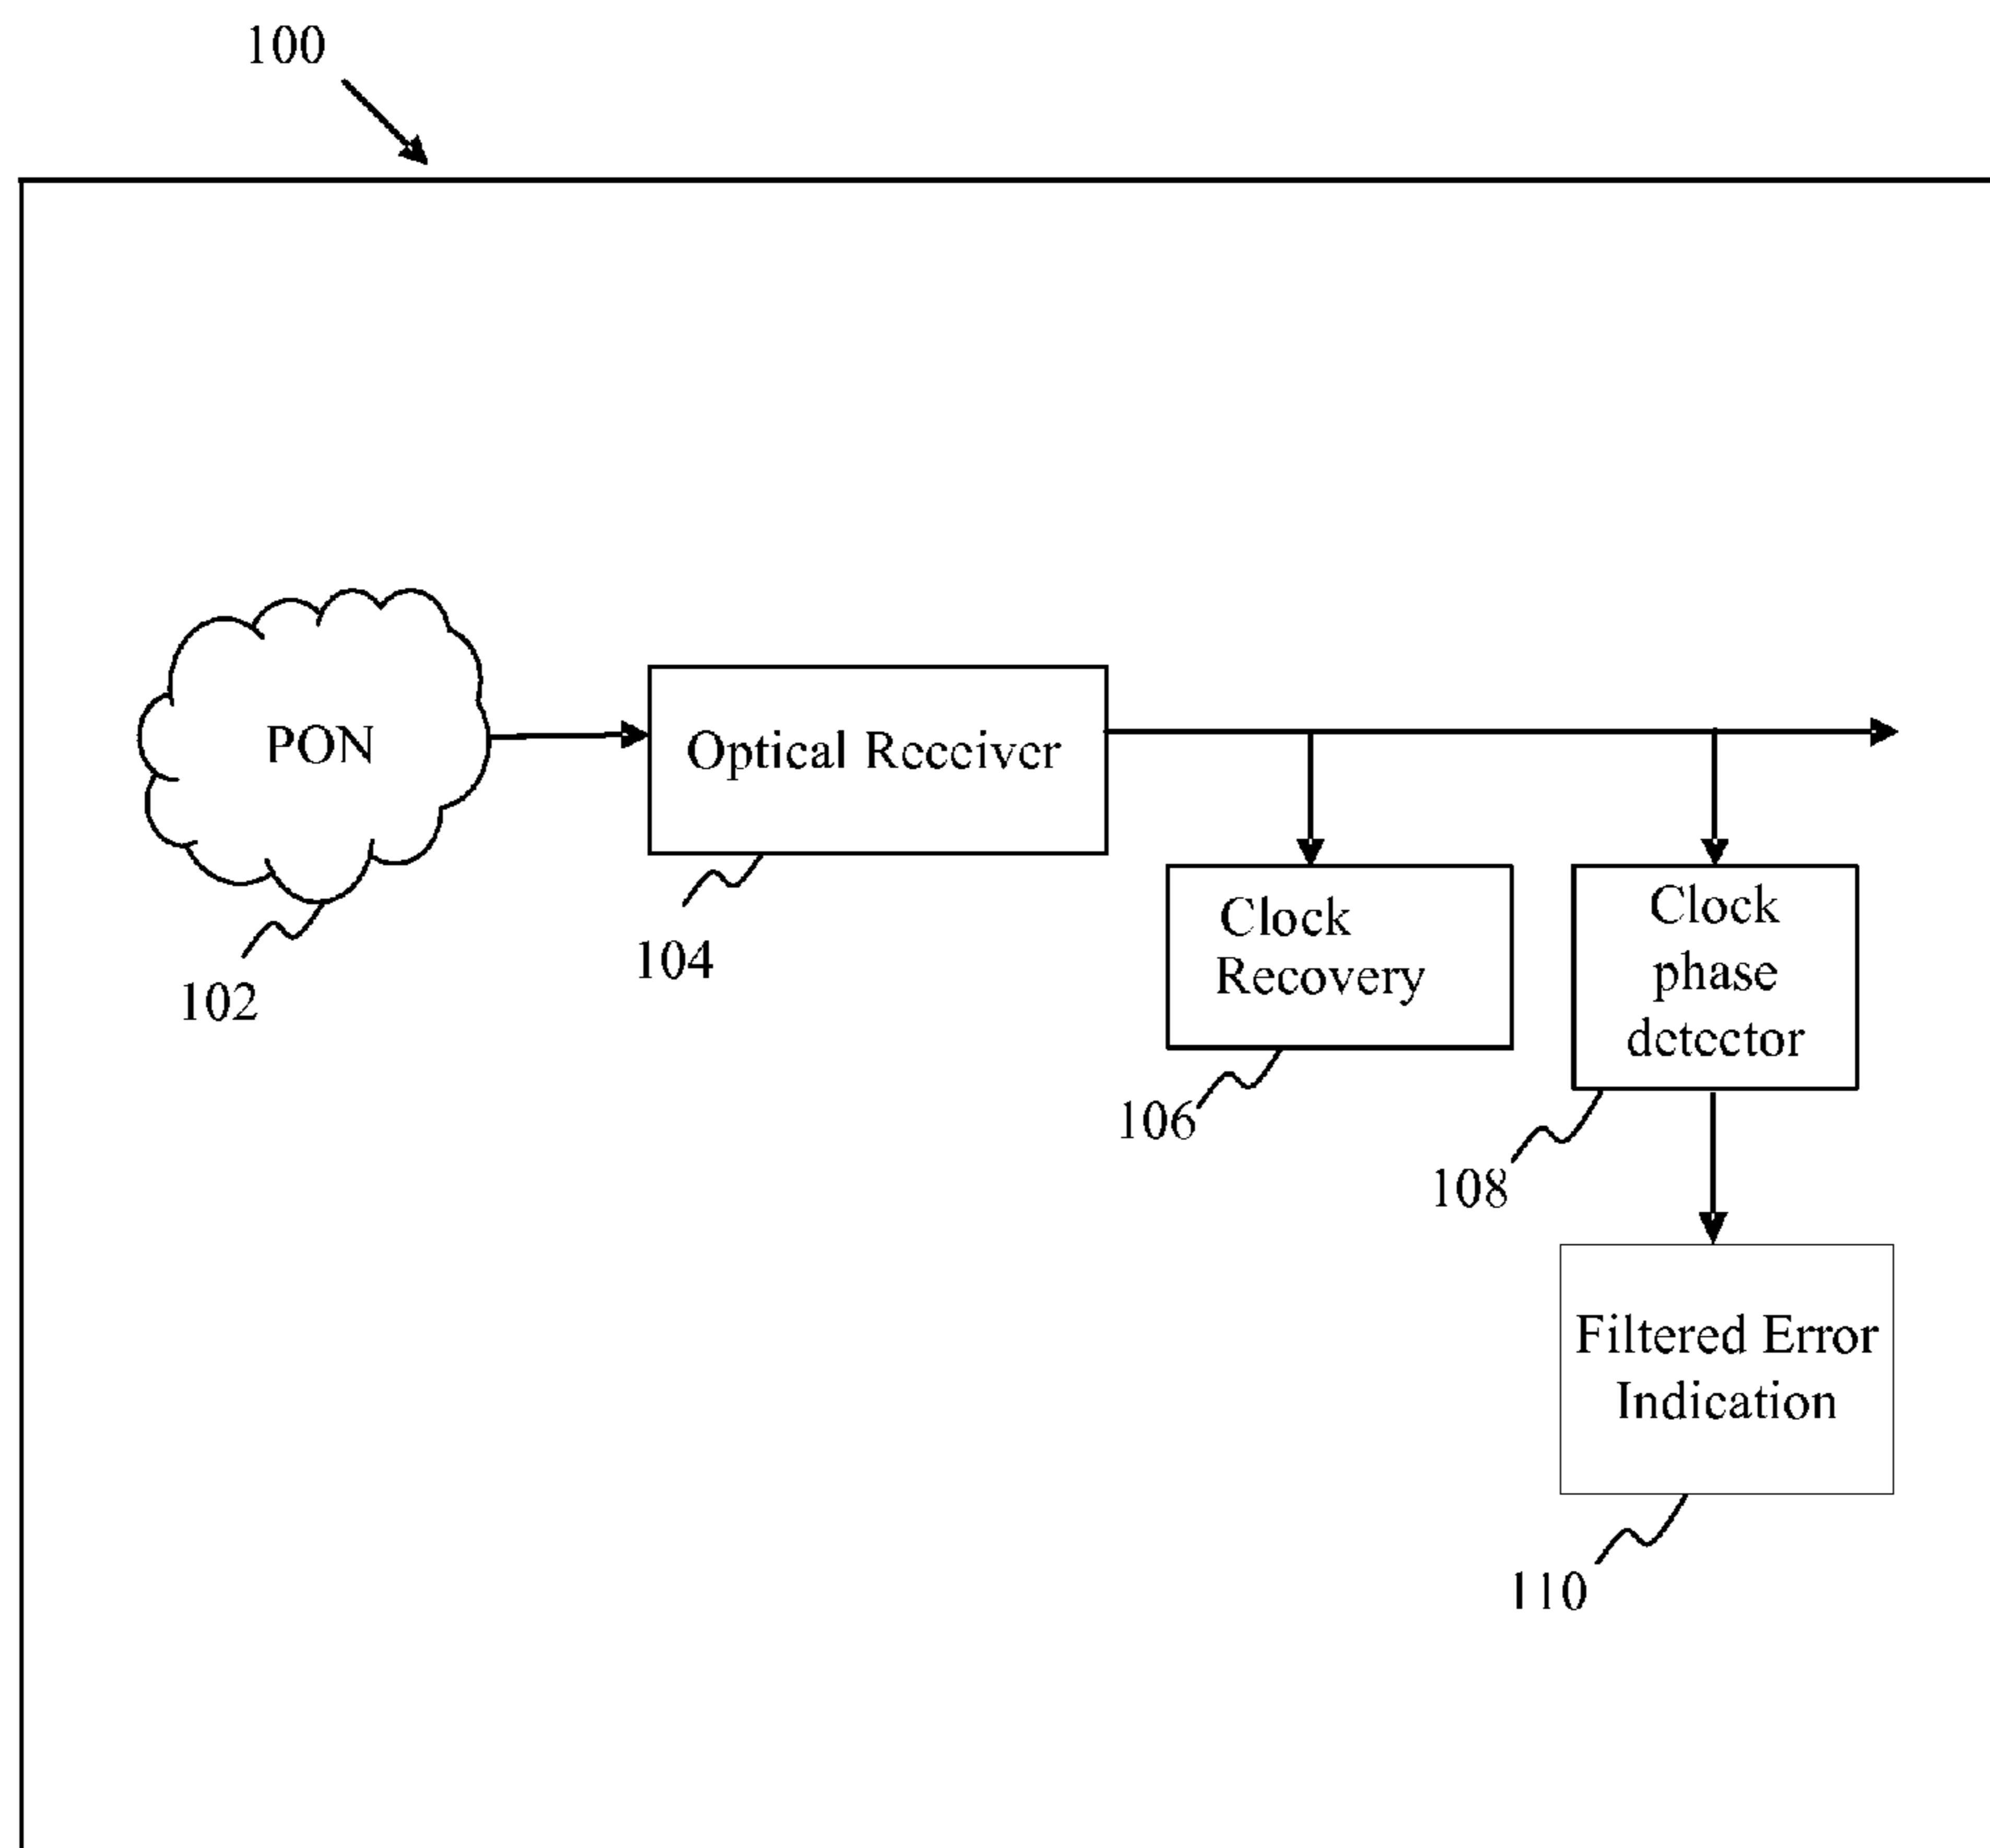 100
PON
Optical Receiver
102
104
Clock
Recovery
106
Clock
phase
detector
108
Filtered Error
Indication
110